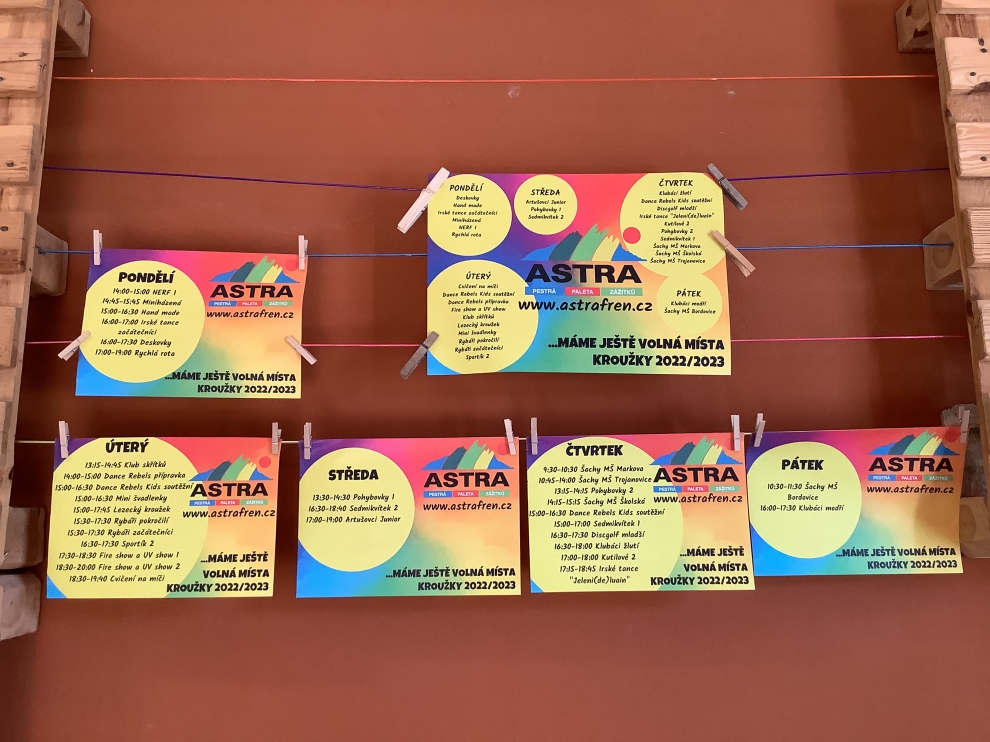 PONDĚLÍ
Deskovky
Hand made
Irské tance začátečníci
Miniházená
NERF 1
Rychlá rota
STŘEDA
Artušovci Junior
Pohybovky 1
Sedmikvítek 2
ČTVRTEK
Klubáci žlutí
Dance Rebels Kids soutěžní
Discgolf mladší
Irské tance "Jeleni(de)luain"
Kutilové 2
Pohybovky 2
Sedmikvítek 1
Šachy MŠ Markova
Šachy MŠ Školská
Šachy MŠ Trojanovice
ÚTERÝ
Cvičení na míči
Dance Rebels Kids soutěžní
Dance Rebels přípravka
Fire show a UV show
Klub skřítků
Lezecký kroužek
Mini švadlenky
Rybáři pokročilí
Rybáři začátečníci
Sportík 2
PÁTEK
Klubáci modří
Šachy MŠ Bordovice
ASTRA
PESTRÁ PALETA ZÁŽITKŮ
www.astrafren.cz
...MÁME JEŠTĚ VOLNÁ MÍSTA
KROUŽKY 2022/2023
PONDĚLÍ
14:00-15:00 NERF 1
14:45-15:45 Miniházená
15:00-16:30 Hand made
16:00-17:00 Irské tance
začátečníci
16:00-17:30 Deskovky
17:00-19:00 Rychlá rota
ASTRA
PESTRÁ PALETA ZÁŽITKŮ
www.astrafren.cz
...MÁME JEŠTĚ VOLNÁ MÍSTA
KROUŽKY 2022/2023
ÚTERÝ
13:15-14:45 Klub skřítků
14:00-15:00 Dance Rebels přípravka
15:00-16:30 Dance Rebels Kids soutěžní
15:00-16:30 Mini švadlenky
15:00-17:45 Lezecký kroužek
15:30-17:30 Rybáři pokročilí
15:30-17:30 Rybáři začátečníci
16:30-17:30 Sportík 2
17:30-18:30 Fire show a UV show 1
18:30-20:00 Fire show a UV show 2
18:30-19:40 Cvičení na míči
ASTRA
PESTRÁ PALETA ZÁŽITKŮ
www.astrafren.cz
...MÁME JEŠTĚ
VOLNÁ MÍSTA
KROUŽKY 2022/2023
STŘEDA
13:30-14:30 Pohybovky 1
16:30-18:40 Sedmikvítek 2
17:00-19:00 Artušovci Junior
ASTRA
PESTRÁ PALETA ZÁŽITKŮ
www.astrafren.cz
...MÁME JEŠTĚ VOLNÁ MÍSTA
KROUŽKY 2022/2023
ČTVRTEK
9:30-10:30 Šachy MŠ Markova
10:45-14:00 Šachy MŠ Trojanovice
13:15-14:15 Pohybovky 2
14:15-15:15 Šachy MŠ Školská
15:00-16:30 Dance Rebels Kids soutěžní
15:00-17:00 Sedmikvítek 1
16:30-17:30 Discgolf mladší
16:30-18:00 Klubáci žlutí
17:00-18:00 Kutilové 2
17:15-18:45 Irské tance
"Jeleni(de)luain"
ASTRA
PESTRÁ PALETA ZÁŽITKŮ
www.astrafren.cz
...MÁME JEŠTĚ
VOLNÁ MÍSTA
KROUŽKY 2022/2023
PÁTEK
10:30-11:30 Šachy MŠ
Bordovice
16:00-17:30 Klubáci modří
ASTRA
PESTRÁ PALETA ZÁŽITKŮ
www.astrafren.cz
...MÁME JEŠTĚ VOLNÁ MÍSTA
KROUŽKY 2022/2023